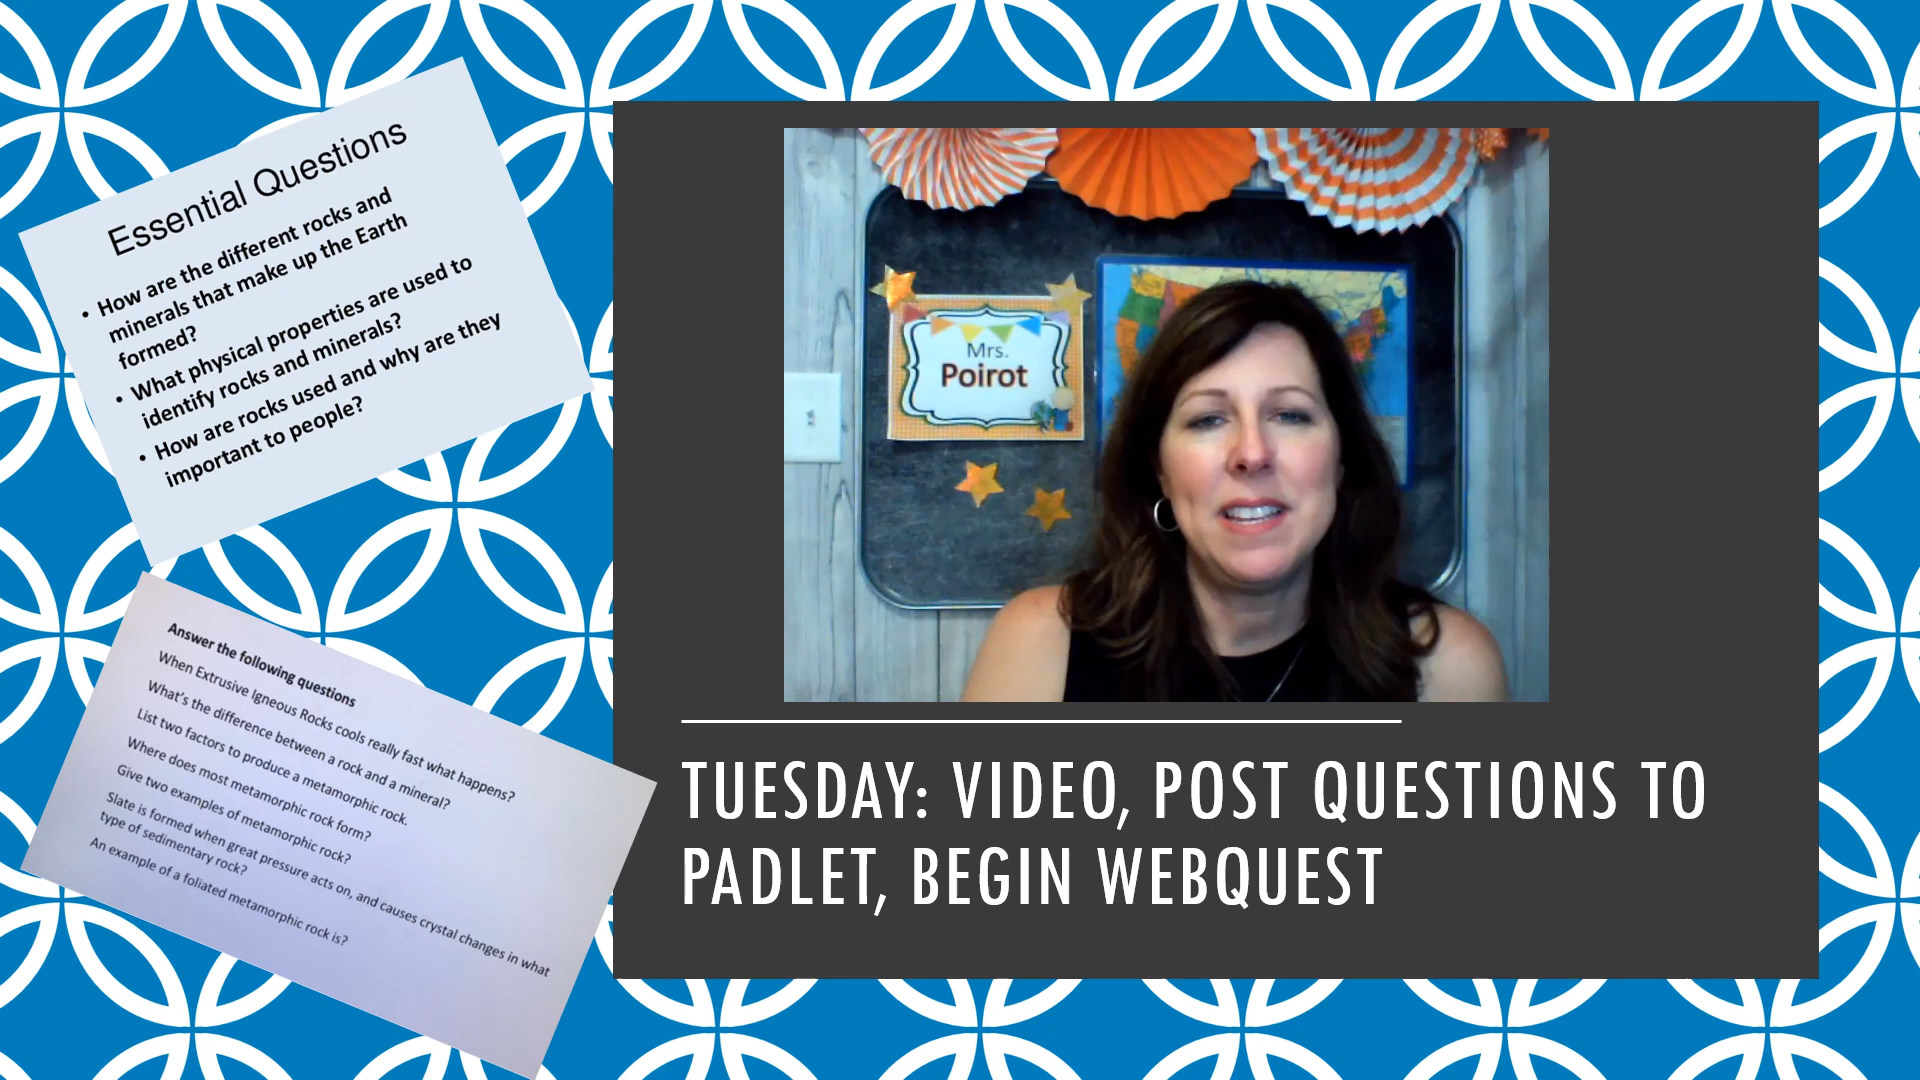 Essential Questions
• How are the different rocks and
minerals that make up the Earth
formed?
• What physical properties are used to
identify rocks and minerals?
• How are rocks used and why are they
important to people?
Answer the following questions
When Extrusive Igneous Rocks cools really fast what happens?
What's the difference between a rock and a mineral?
List two factors to produce a metamorphic rock.
Where does most metamorphic rock form?
Give two examples of metamorphic rock?
Slate is formed when great pressure acts on, and causes crystal changes in what
type of sedimentary rock?
An example of a foliated metamorphic rock is?
Mrs.
Poirot
TUESDAY: VIDEO, POST QUESTIONS TO
PADLET, BEGIN WEBQUEST